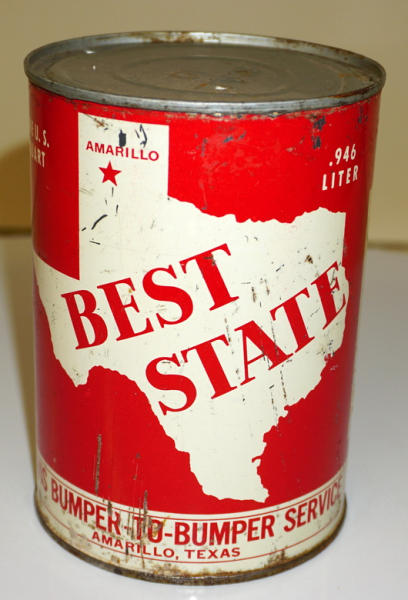 U.S.
.946
LITER
AMARILLO
BEST
STATE
BUMPER-TO-BUMPER SERVICE
AMARILLO, TEXAS